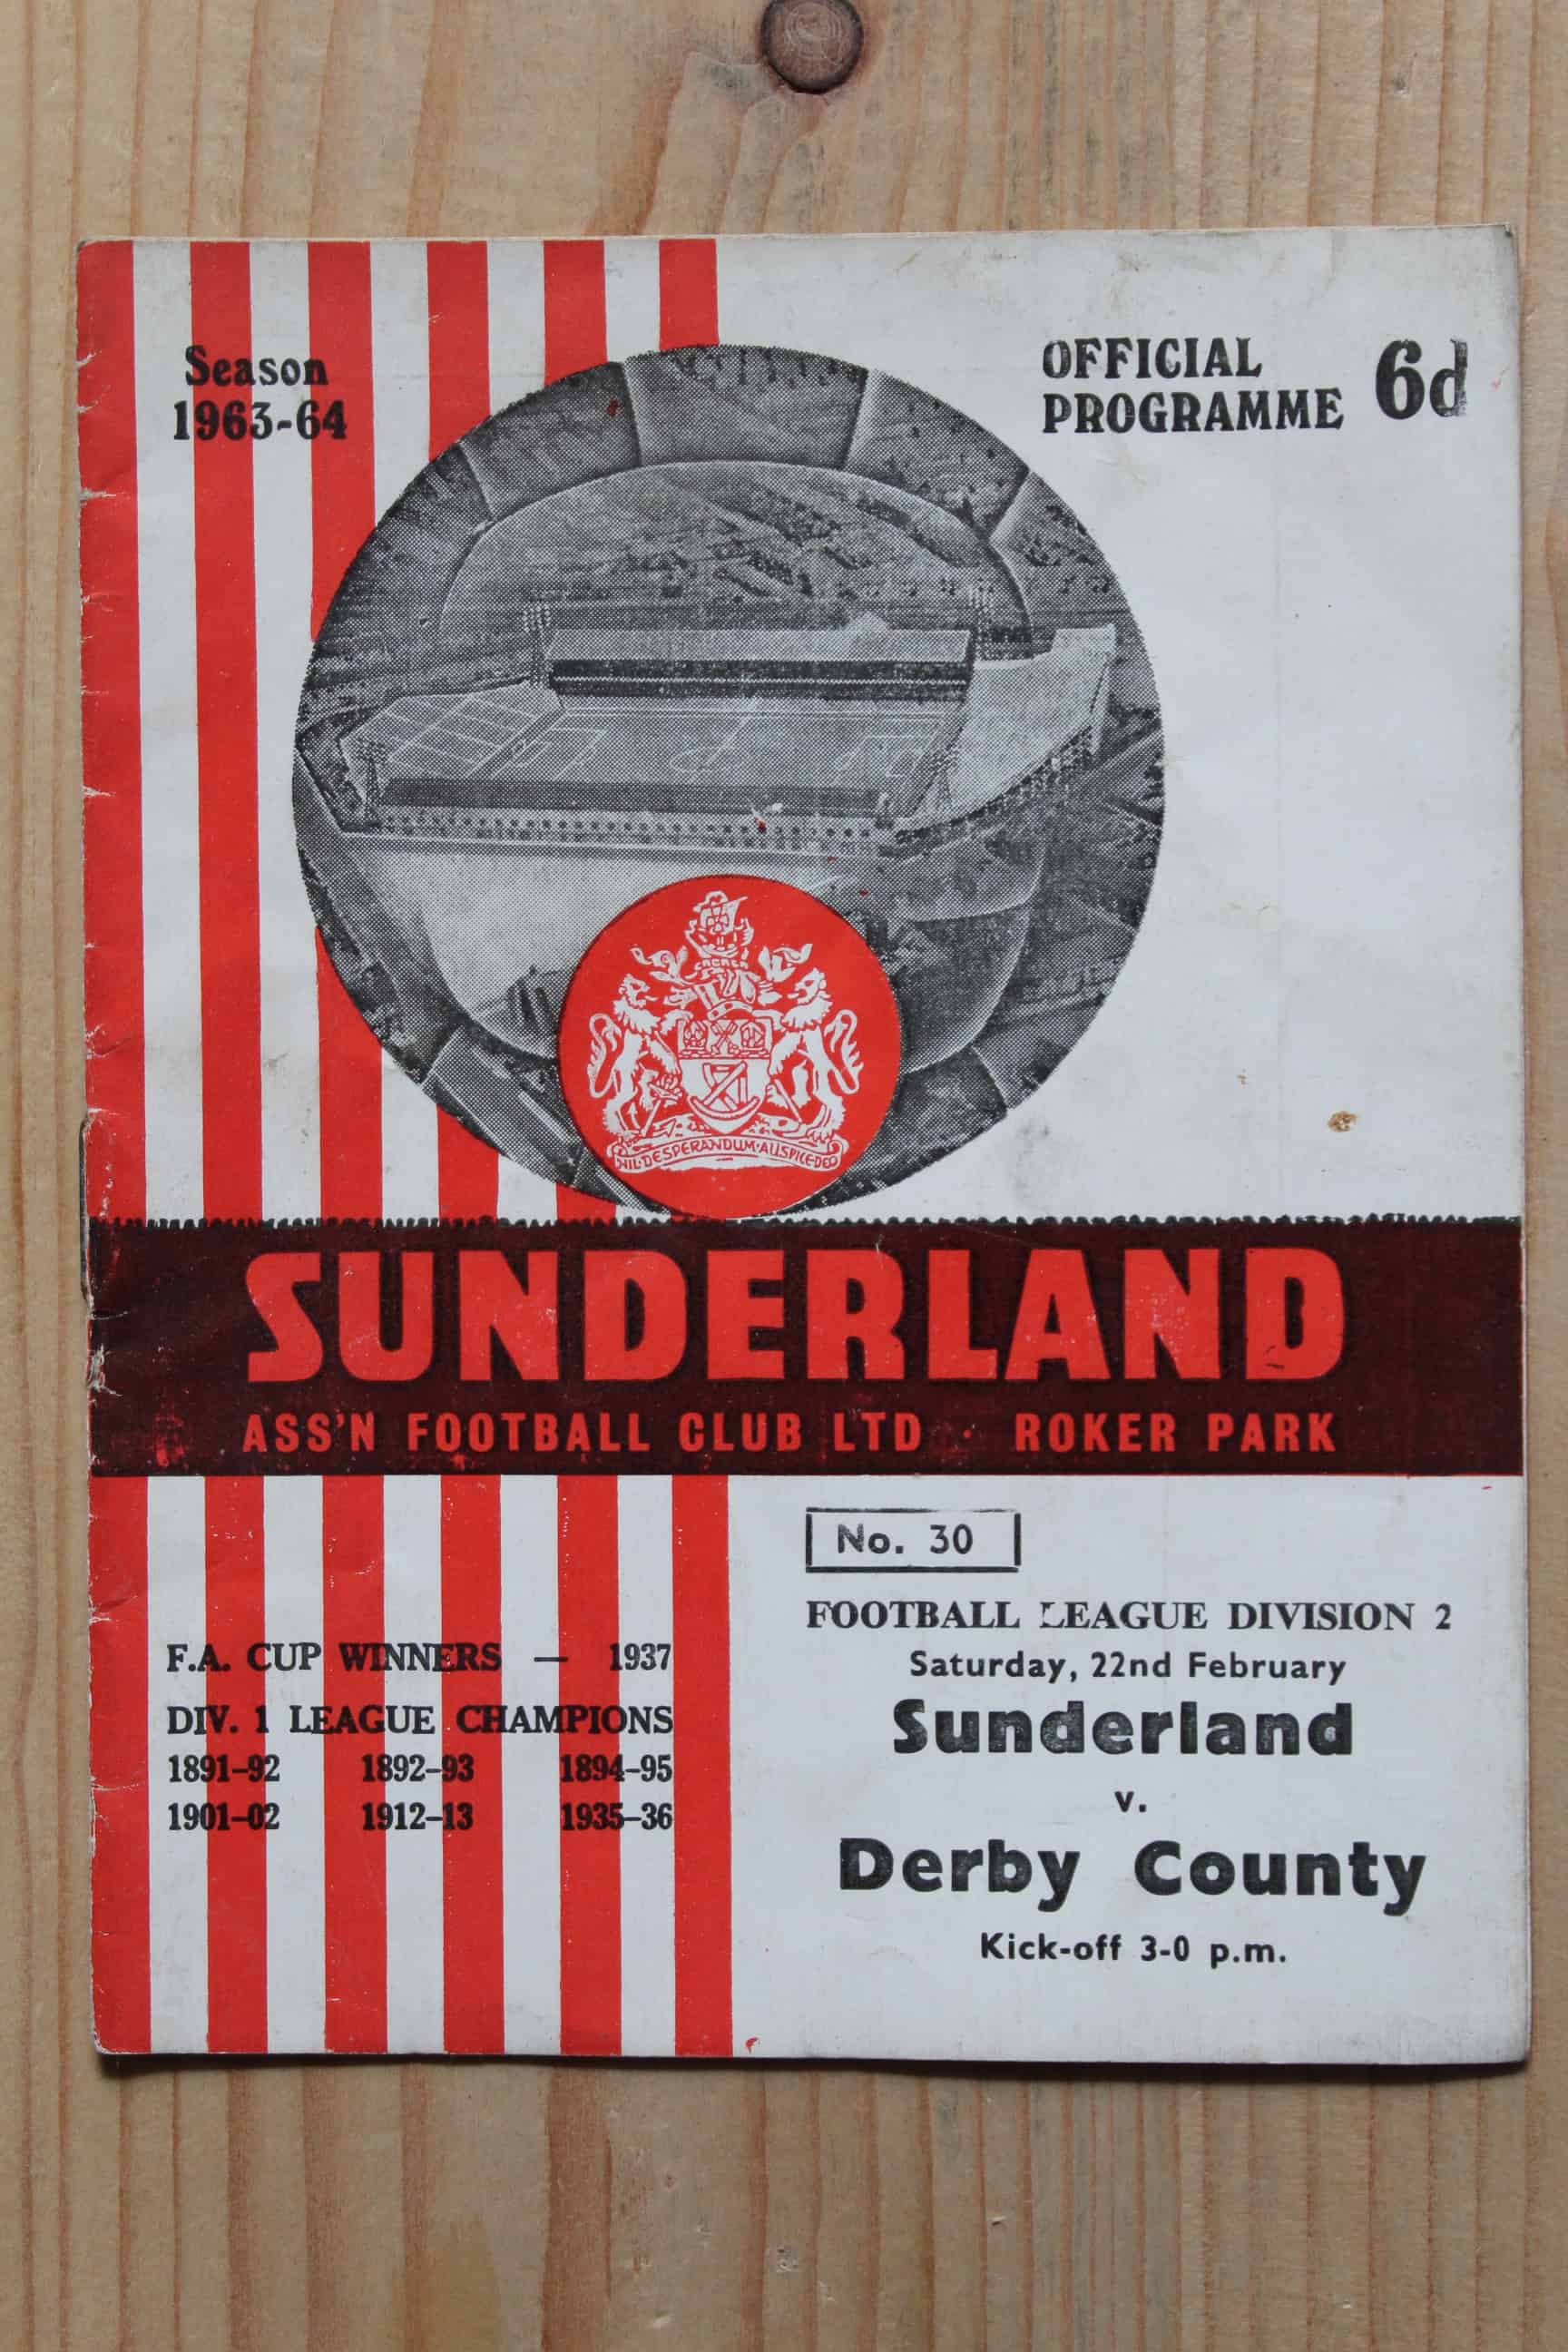 Season
1963-64
OFFICIAL
PROGRAMME 6d
NIL·DESPERANDUM·AUSPICE·DEO
SUNDERLAND
ASS'N FOOTBALL CLUB LTD · ROKER PARK
F.A. CUP WINNERS — 1937
DIV. 1 LEAGUE CHAMPIONS
1891-92 1892-93 1894-95
1901-02 1912-13 1935-36
No. 30
FOOTBALL LEAGUE DIVISION 2
Saturday, 22nd February
Sunderland
v.
Derby County
Kick-off 3-0 p.m.